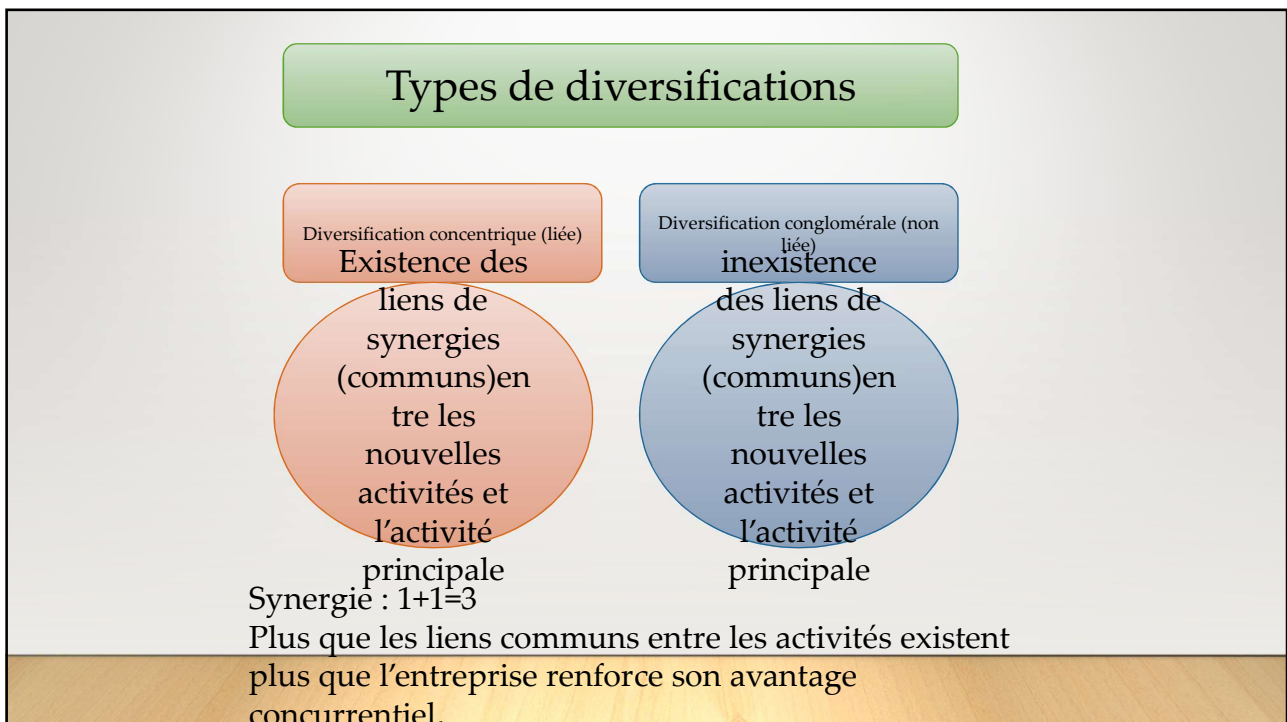 Types de diversifications
Diversification concentrique (liée)
Existence des
liens de
synergies
(communs)en
tre les
nouvelles
activités et
l’activité
principale
Diversification conglomérale (non
liée)
inexistence
des liens de
synergies
(communs)en
tre les
nouvelles
activités et
l’activité
principale
Synergie : 1+1=3
Plus que les liens communs entre les activités existent
plus que l’entreprise renforce son avantage
concurrentiel.